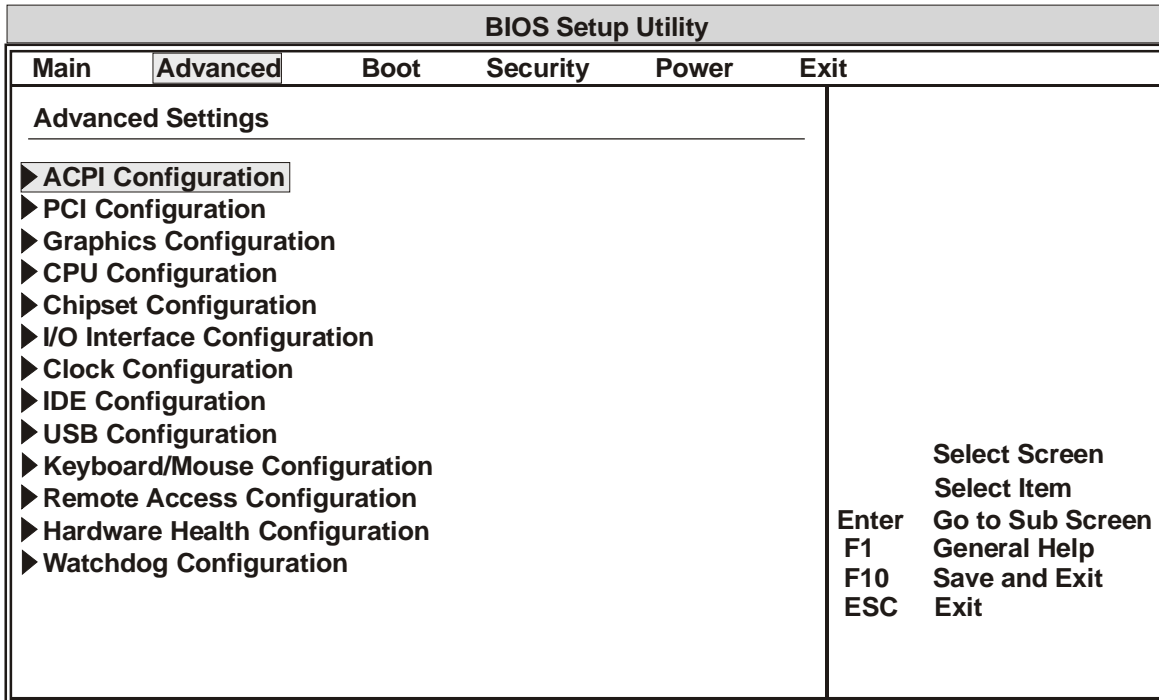 BIOS Setup Utility
Main Advanced Boot Security Power Exit
Advanced Settings
ACPI Configuration
PCI Configuration
Graphics Configuration
CPU Configuration
Chipset Configuration
I/O Interface Configuration
Clock Configuration
IDE Configuration
USB Configuration
Keyboard/Mouse Configuration
Remote Access Configuration
Hardware Health Configuration
Watchdog Configuration
Select Screen
Select Item
Enter Go to Sub Screen
F1 General Help
F10 Save and Exit
ESC Exit